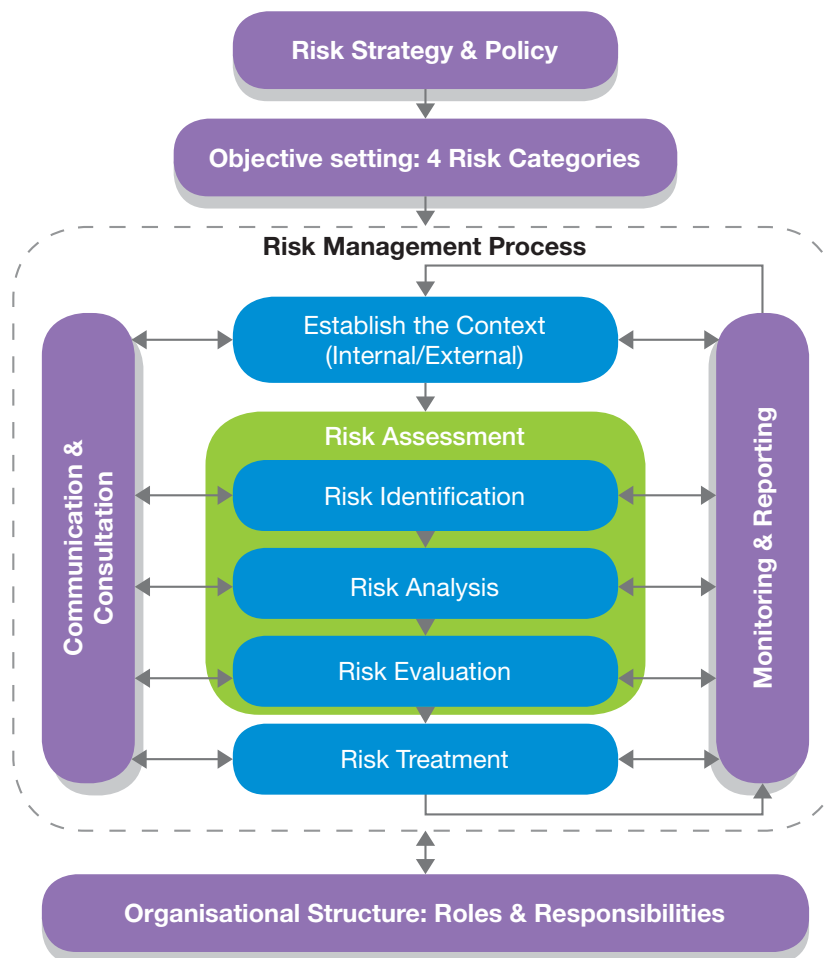 Risk Strategy & Policy
Objective setting: 4 Risk Categories
Risk Management Process
Establish the Context
(Internal/External)
Risk Assessment
Risk Identification
Risk Analysis
Risk Evaluation
Risk Treatment
Communication &
Consultation
Monitoring & Reporting
Organisational Structure: Roles & Responsibilities